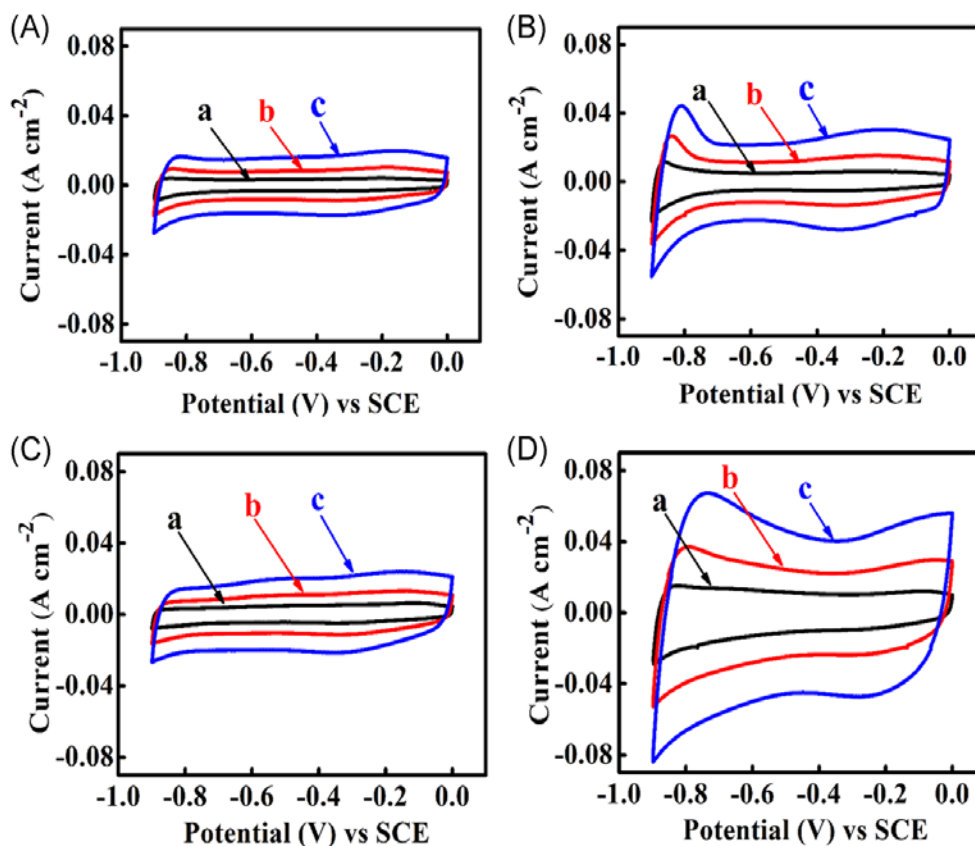 (A)
0.08
0.04
0.00
-0.04
-0.08
Current (A cm⁻²)
a
b
c
-1.0 -0.8 -0.6 -0.4 -0.2 0.0
Potential (V) vs SCE
(B)
0.08
0.04
0.00
-0.04
-0.08
Current (A cm⁻²)
a
b
c
-1.0 -0.8 -0.6 -0.4 -0.2 0.0
Potential (V) vs SCE
(C)
0.08
0.04
0.00
-0.04
-0.08
Current (A cm⁻²)
a
b
c
-1.0 -0.8 -0.6 -0.4 -0.2 0.0
Potential (V) vs SCE
(D)
0.08
0.04
0.00
-0.04
-0.08
Current (A cm⁻²)
a
b
c
-1.0 -0.8 -0.6 -0.4 -0.2 0.0
Potential (V) vs SCE